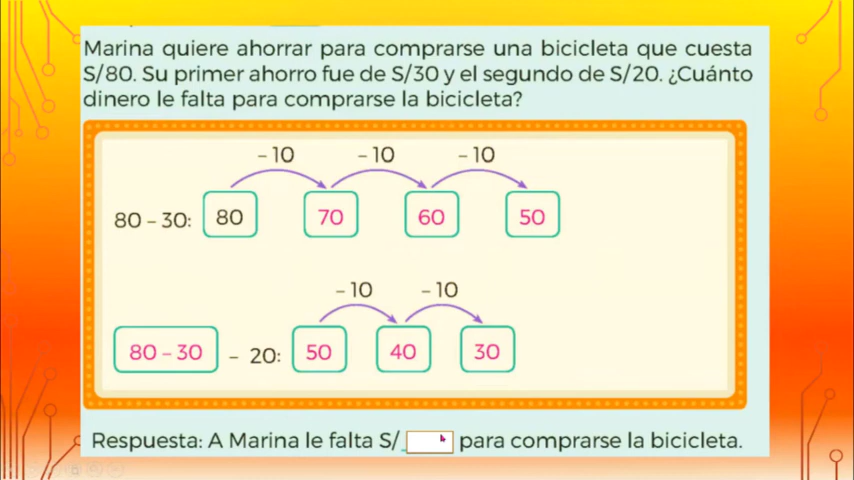 Marina quiere ahorrar para comprarse una bicicleta que cuesta
S/80. Su primer ahorro fue de S/30 y el segundo de S/20. ¿Cuánto
dinero le falta para comprarse la bicicleta?
– 10 – 10 – 10
80 – 30: 80 70 60 50
– 10 – 10
80 – 30 – 20: 50 40 30
Respuesta: A Marina le falta S/ para comprarse la bicicleta.